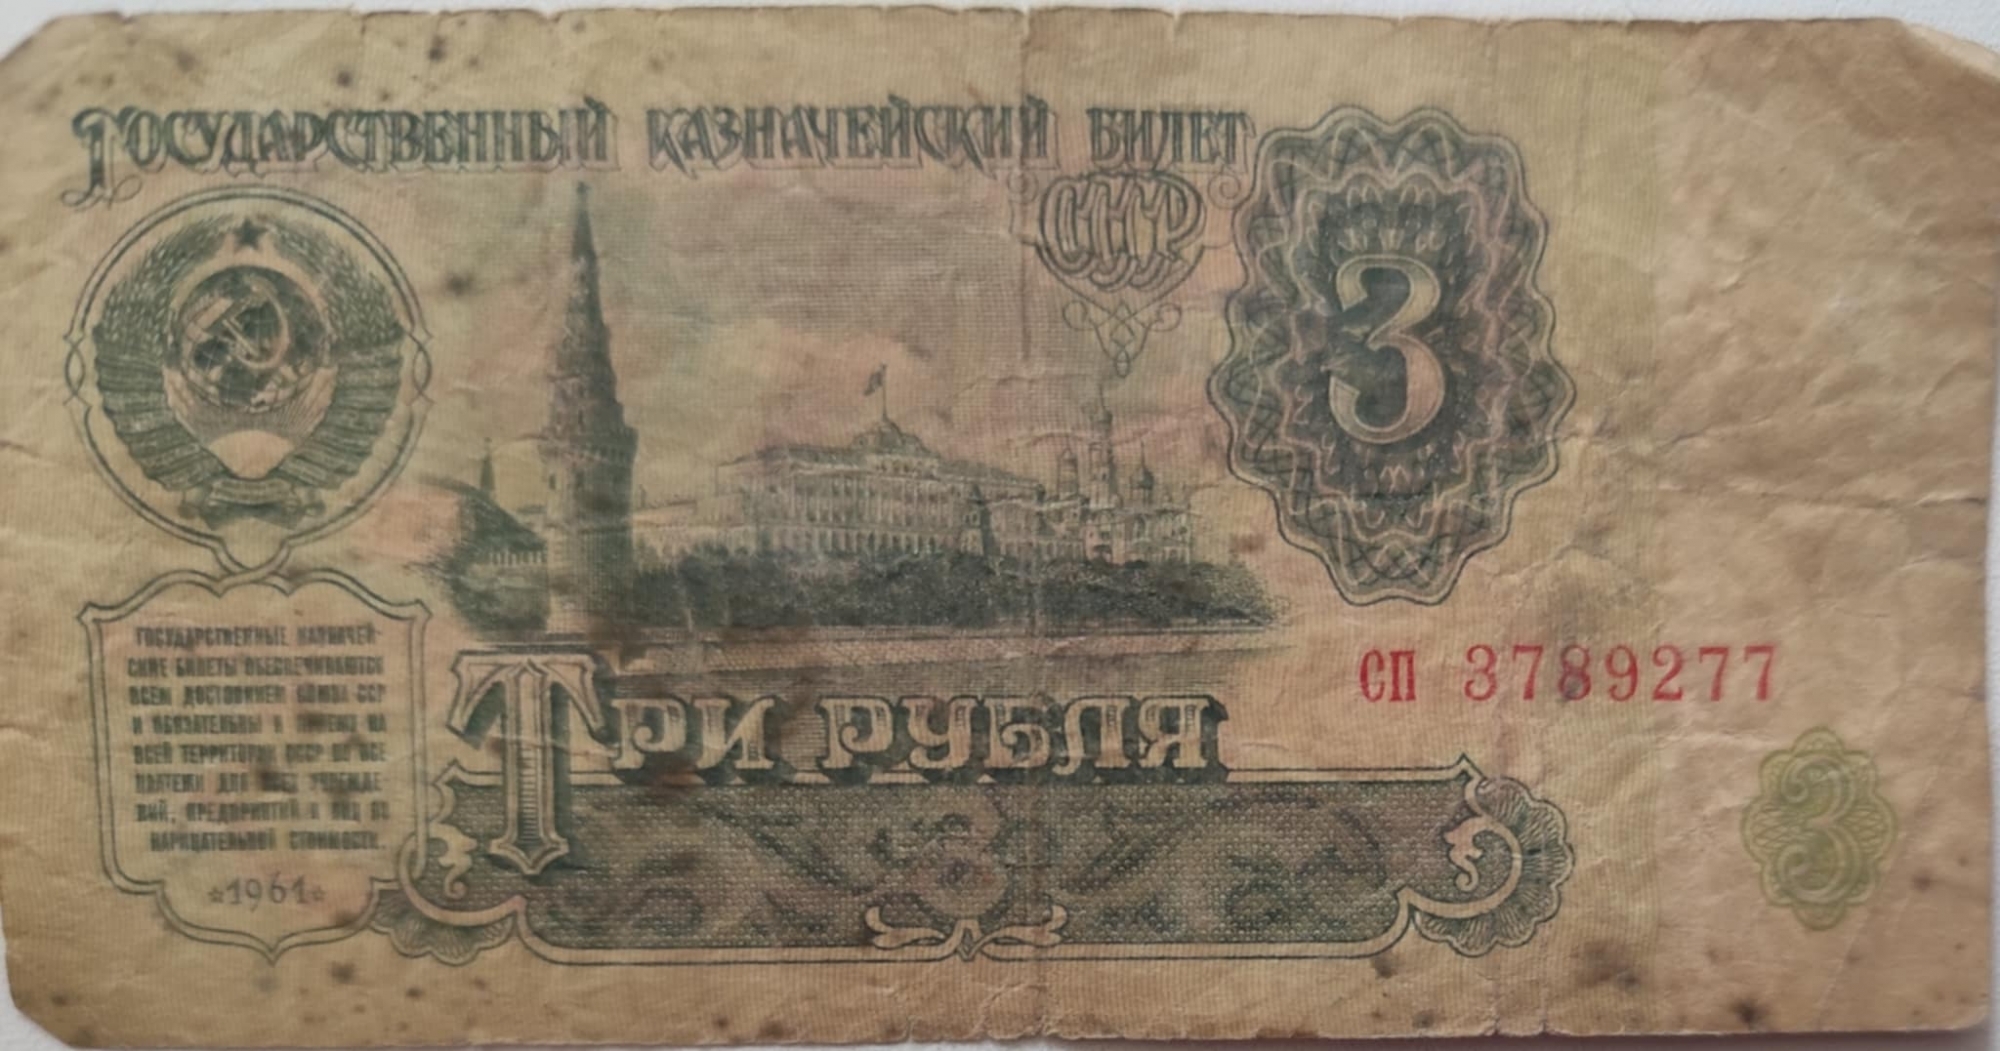 ГОСУДАРСТВЕННЫЙ КАЗНАЧЕЙСКИЙ БИЛЕТ
СССР
3
ГОСУДАРСТВЕННЫЕ КАЗНАЧЕЙ-
СКИЕ БИЛЕТЫ ОБЕСПЕЧИВАЮТСЯ
ВСЕМ ДОСТОЯНИЕМ СОЮЗА ССР
И ОБЯЗАТЕЛЬНЫ К ПРИЕМУ НА
ВСЕЙ ТЕРРИТОРИИ СССР ВО ВСЕ
ПЛАТЕЖИ ДЛЯ ВСЕХ УЧРЕЖДЕ-
НИЙ, ПРЕДПРИЯТИЙ И ЛИЦ ПО
НАРИЦАТЕЛЬНОЙ СТОИМОСТИ.
*1961*
СП 3789277
ТРИ РУБЛЯ
3